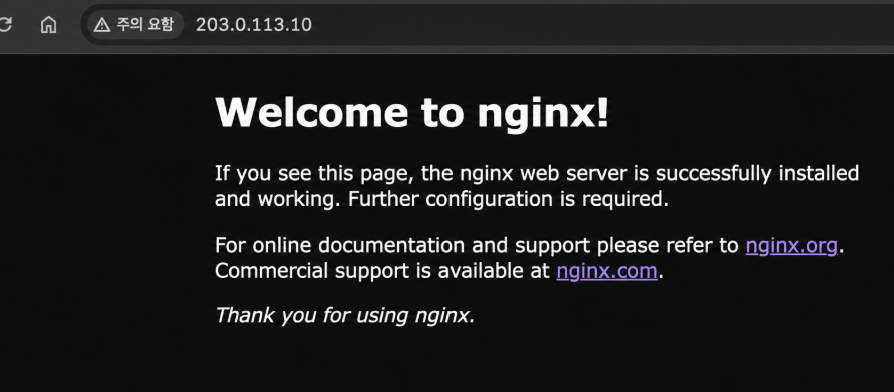 주의 요함 203.0.113.10
Welcome to nginx!
If you see this page, the nginx web server is successfully installed
and working. Further configuration is required.
For online documentation and support please refer to nginx.org.
Commercial support is available at nginx.com.
Thank you for using nginx.